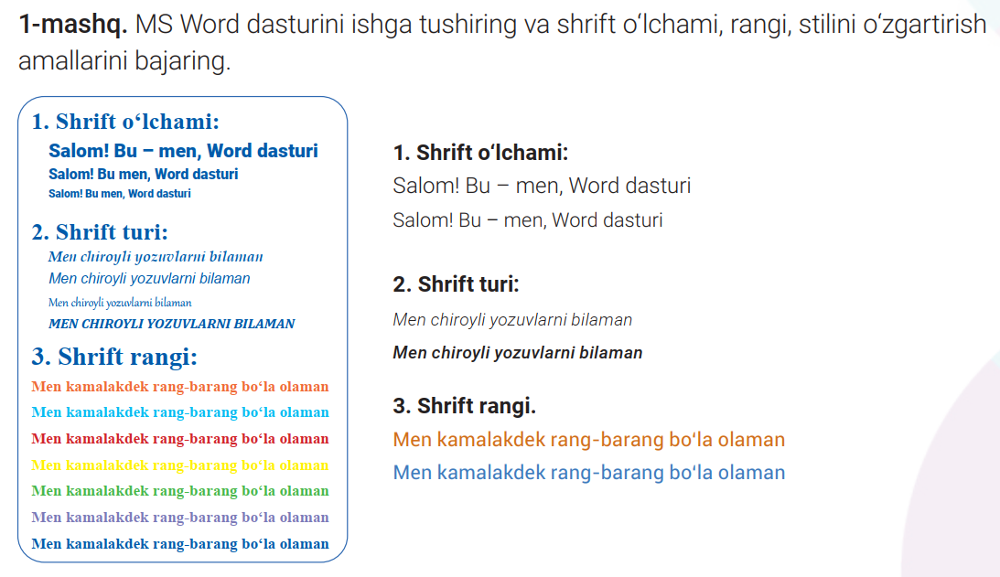 1-mashq. MS Word dasturini ishga tushiring va shrift o‘lchami, rangi, stilini o‘zgartirish
amallarini bajaring.
1. Shrift o‘lchami:
Salom! Bu – men, Word dasturi
Salom! Bu men, Word dasturi
Salom! Bu men, Word dasturi
2. Shrift turi:
Men chiroyli yozuvlarni bilaman
Men chiroyli yozuvlarni bilaman
Men chiroyli yozuvlarni bilaman
MEN CHIROYLI YOZUVLARNI BILAMAN
3. Shrift rangi:
Men kamalakdek rang-barang bo‘la olaman
Men kamalakdek rang-barang bo‘la olaman
Men kamalakdek rang-barang bo‘la olaman
Men kamalakdek rang-barang bo‘la olaman
Men kamalakdek rang-barang bo‘la olaman
Men kamalakdek rang-barang bo‘la olaman
Men kamalakdek rang-barang bo‘la olaman
1. Shrift o‘lchami:
Salom! Bu – men, Word dasturi
Salom! Bu – men, Word dasturi
2. Shrift turi:
Men chiroyli yozuvlarni bilaman
Men chiroyli yozuvlarni bilaman
3. Shrift rangi.
Men kamalakdek rang-barang bo‘la olaman
Men kamalakdek rang-barang bo‘la olaman